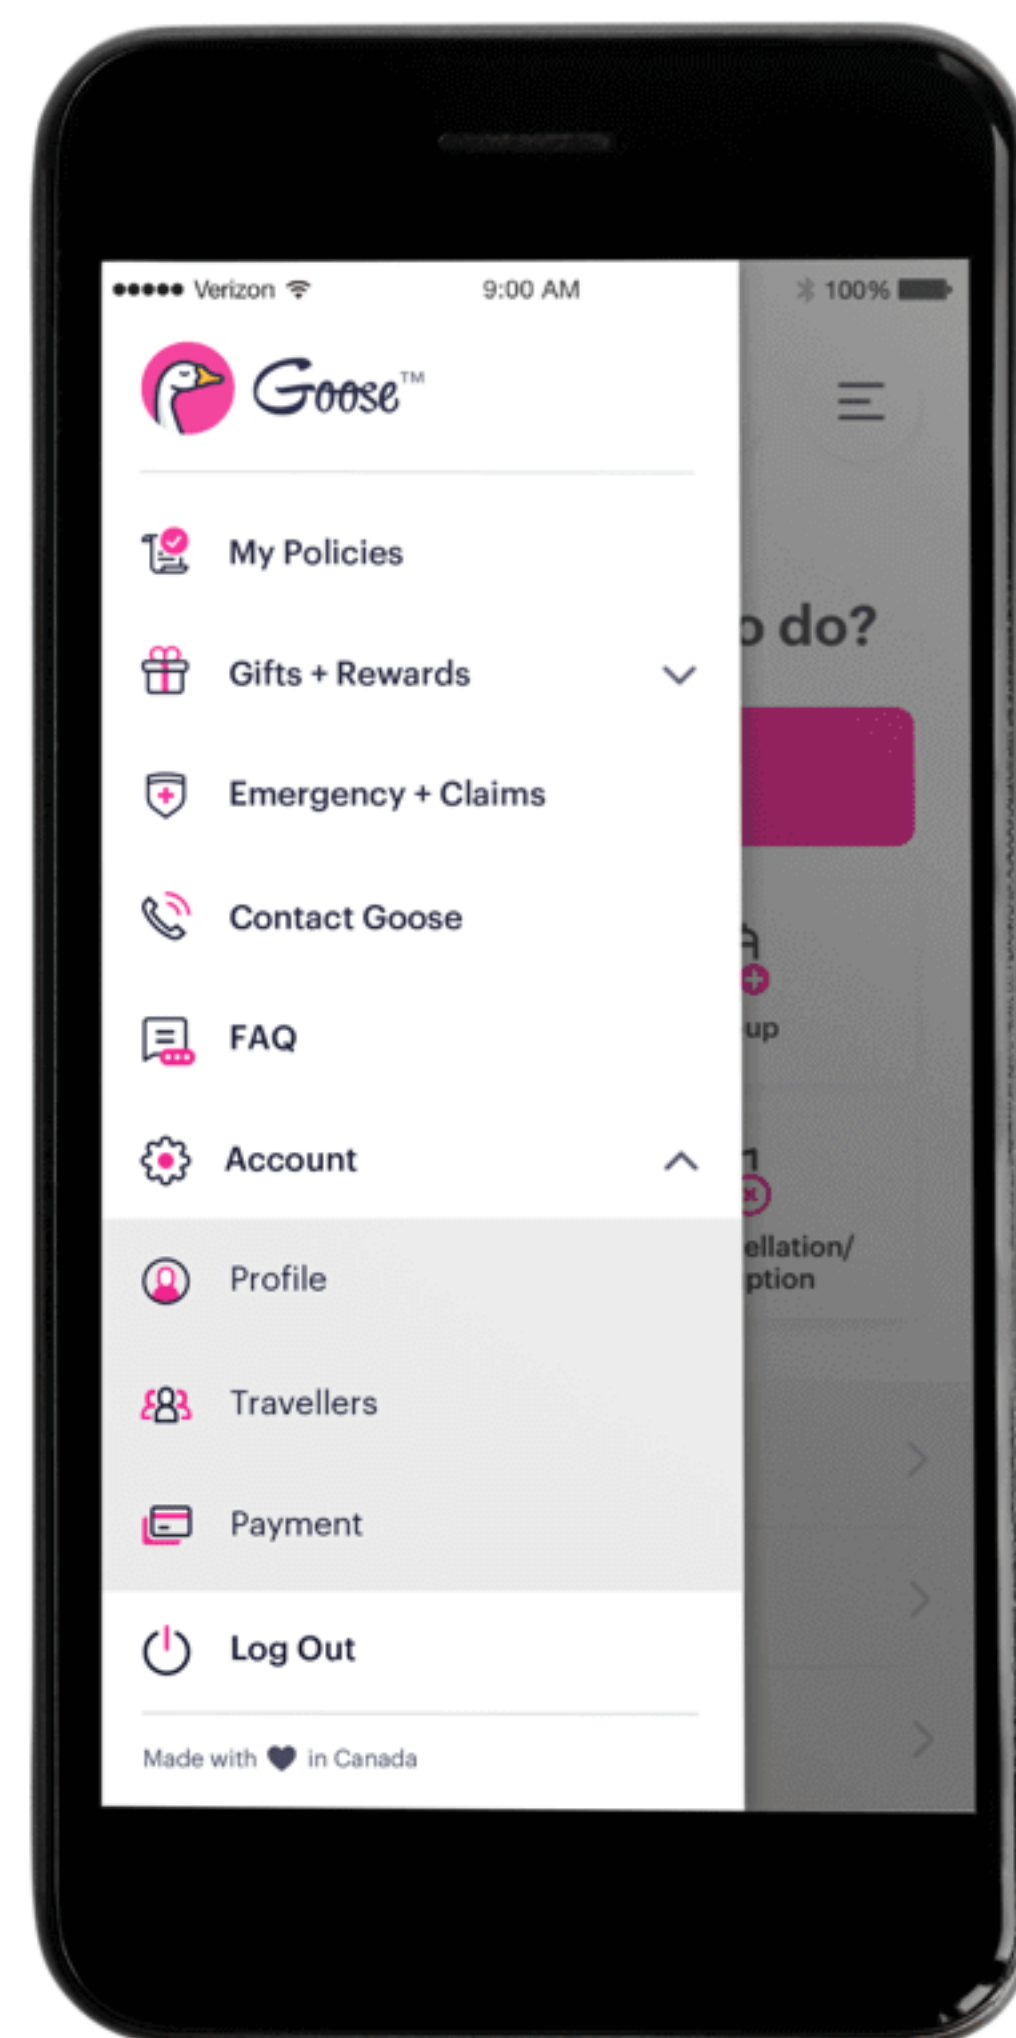 Verizon 9:00 AM 100%
Goose™
My Policies
o do?
Gifts + Rewards
Emergency + Claims
Contact Goose
up
FAQ
Account
ellation/
ption
Profile
Travellers
Payment
Log Out
Made with ♥ in Canada